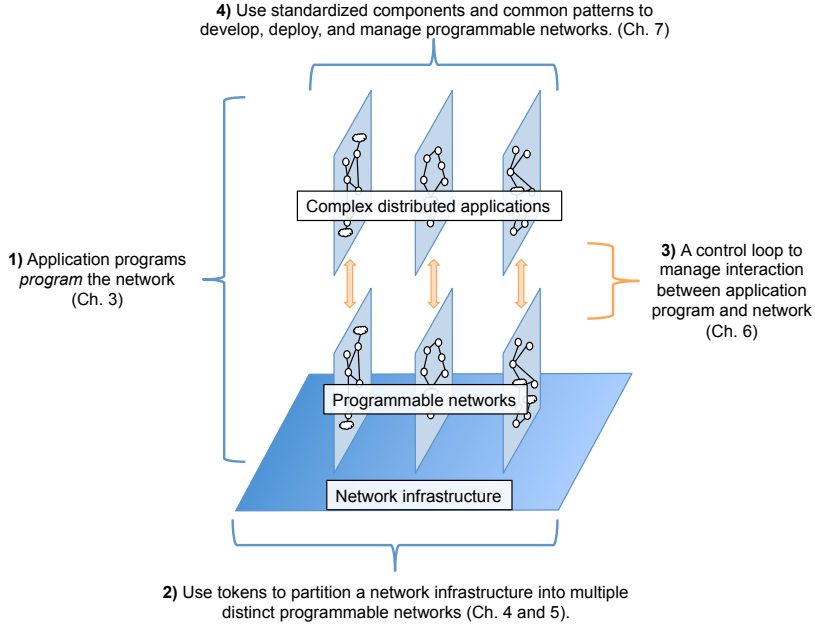 4) Use standardized components and common patterns to
develop, deploy, and manage programmable networks. (Ch. 7)
Complex distributed applications
1) Application programs
program the network
(Ch. 3)
3) A control loop to
manage interaction
between application
program and network
(Ch. 6)
Programmable networks
Network infrastructure
2) Use tokens to partition a network infrastructure into multiple
distinct programmable networks (Ch. 4 and 5).